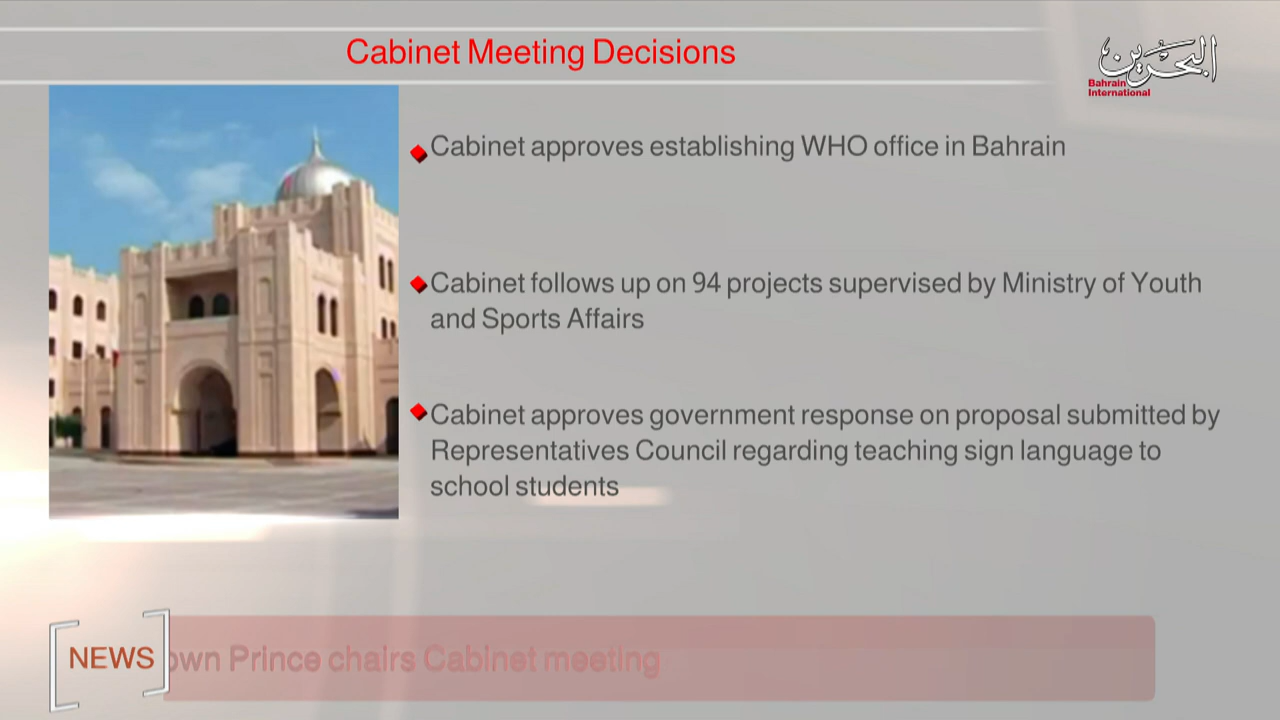 Cabinet Meeting Decisions
البحرين
Bahrain
International
Cabinet approves establishing WHO office in Bahrain
Cabinet follows up on 94 projects supervised by Ministry of Youth
and Sports Affairs
Cabinet approves government response on proposal submitted by
Representatives Council regarding teaching sign language to
school students
NEWS
own Prince chairs Cabinet meeting